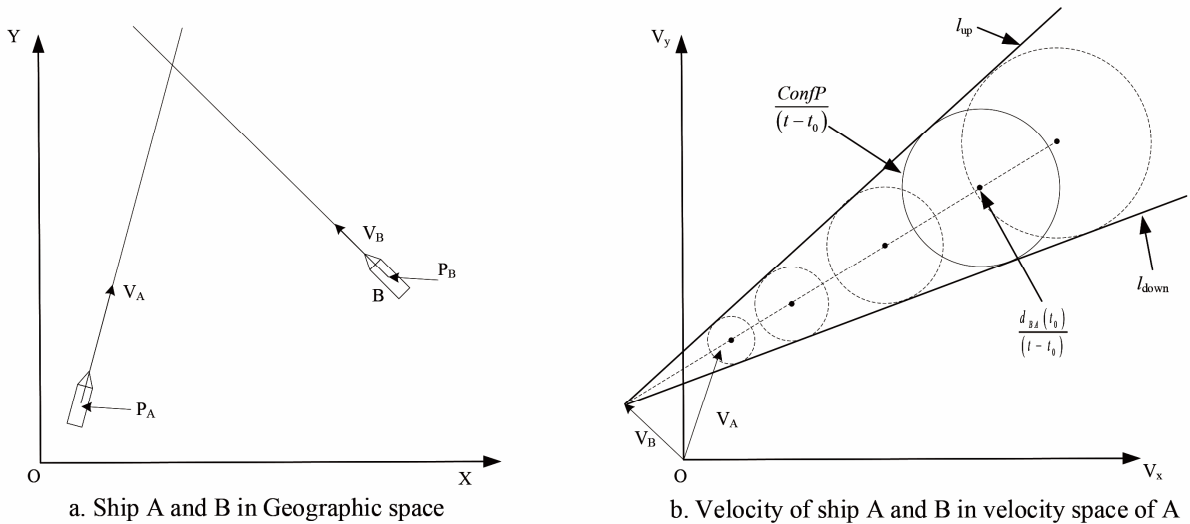 Y
V_B
P_B
B
V_A
P_A
O
X
a. Ship A and B in Geographic space
V_y
l_up
ConfP
(t − t_0)
l_down
d_BA(t_0)
(t − t_0)
V_A
V_B
O
V_x
b. Velocity of ship A and B in velocity space of A